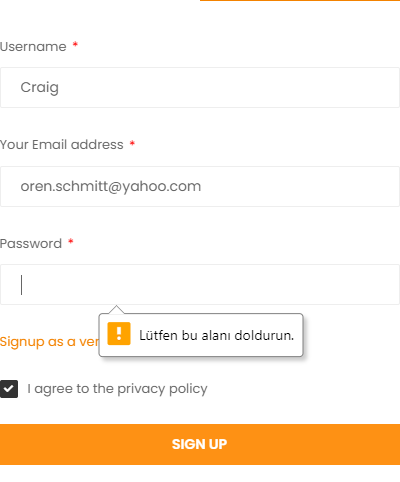 Username *
Craig
Your Email address *
oren.schmitt@yahoo.com
Password *
Lütfen bu alanı doldurun.
Signup as a
I agree to the privacy policy
SIGN UP